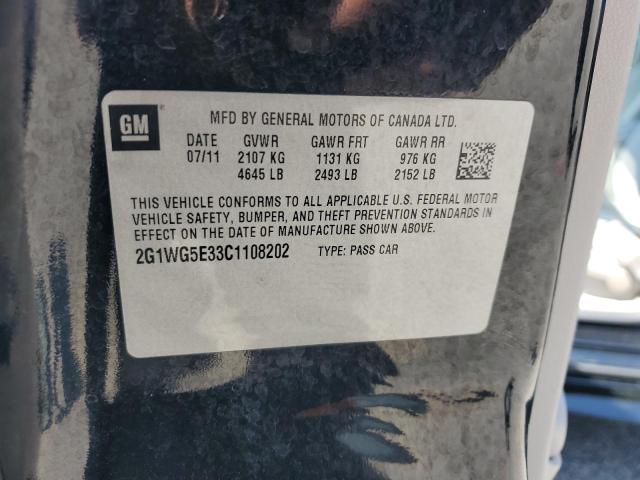 GM
MFD BY GENERAL MOTORS OF CANADA LTD.
DATE GVWR GAWR FRT GAWR RR
07/11 2107 KG 1131 KG 976 KG
4645 LB 2493 LB 2152 LB
THIS VEHICLE CONFORMS TO ALL APPLICABLE U.S. FEDERAL MOTOR
VEHICLE SAFETY, BUMPER, AND THEFT PREVENTION STANDARDS IN
EFFECT ON THE DATE OF MANUFACTURE SHOWN ABOVE.
2G1WG5E33C1108202 TYPE: PASS CAR